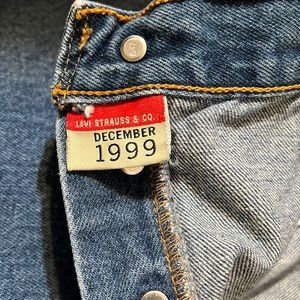 LEVI STRAUSS & CO.
DECEMBER
1999